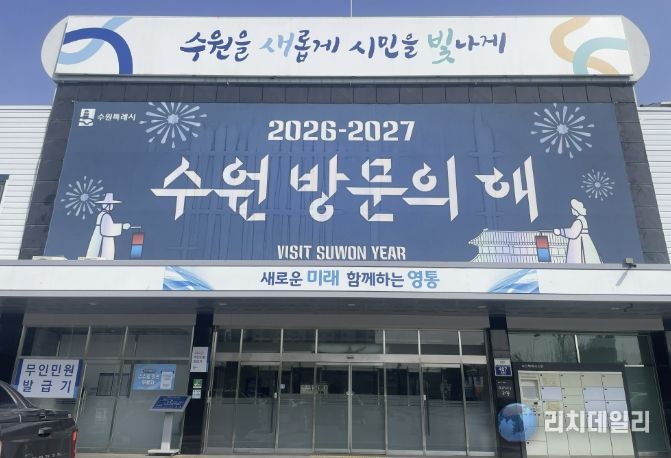 수원을 새롭게 시민을 빛나게
수원특례시
2026-2027
수원 방문의 해
VISIT SUWON YEAR
새로운 미래 함께하는 영통
무인민원
발급기
리치데일리